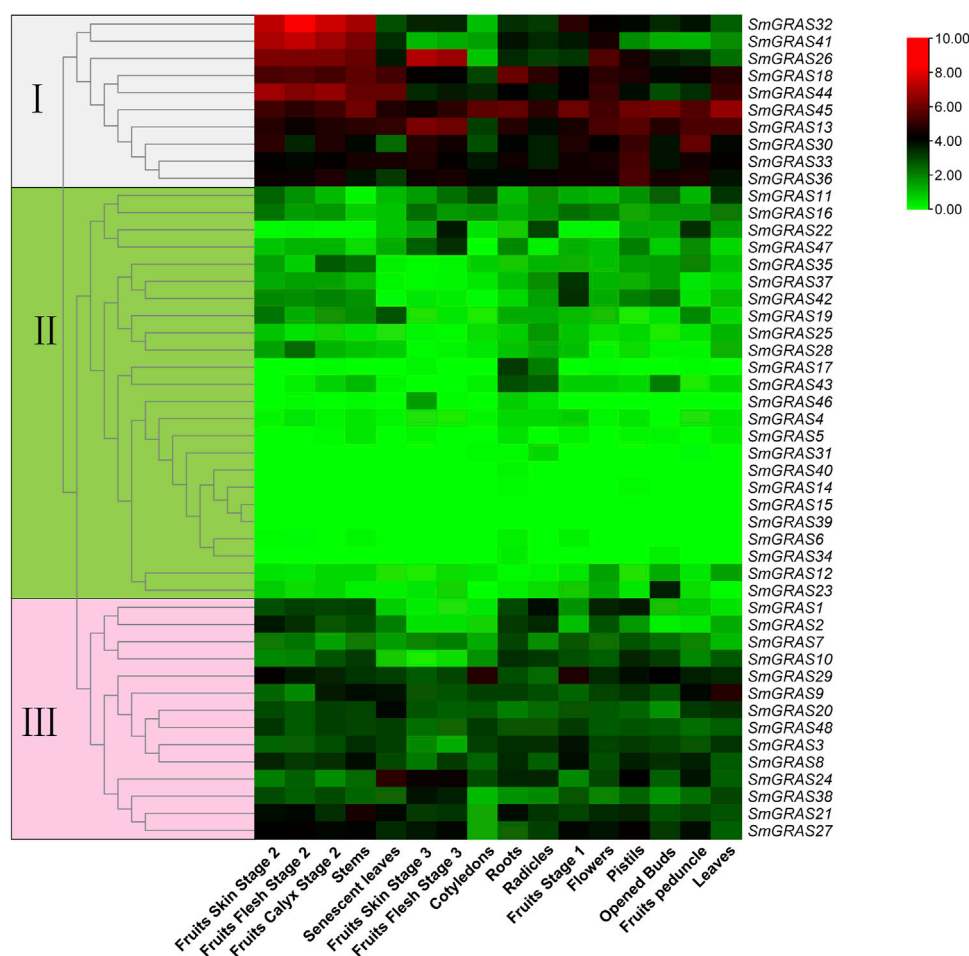 I
II
III
SmGRAS32
SmGRAS41
SmGRAS26
SmGRAS18
SmGRAS44
SmGRAS45
SmGRAS13
SmGRAS30
SmGRAS33
SmGRAS36
SmGRAS11
SmGRAS16
SmGRAS22
SmGRAS47
SmGRAS35
SmGRAS37
SmGRAS42
SmGRAS19
SmGRAS25
SmGRAS28
SmGRAS17
SmGRAS43
SmGRAS46
SmGRAS4
SmGRAS5
SmGRAS31
SmGRAS40
SmGRAS14
SmGRAS15
SmGRAS39
SmGRAS6
SmGRAS34
SmGRAS12
SmGRAS23
SmGRAS1
SmGRAS2
SmGRAS7
SmGRAS10
SmGRAS29
SmGRAS9
SmGRAS20
SmGRAS48
SmGRAS3
SmGRAS8
SmGRAS24
SmGRAS38
SmGRAS21
SmGRAS27
Fruits Skin Stage 2
Fruits Flesh Stage 2
Fruits Calyx Stage 2
Stems
Senescent leaves
Fruits Skin Stage 3
Fruits Flesh Stage 3
Cotyledons
Roots
Radicles
Fruits Stage 1
Flowers
Pistils
Opened Buds
Fruits peduncle
Leaves
10.00
8.00
6.00
4.00
2.00
0.00